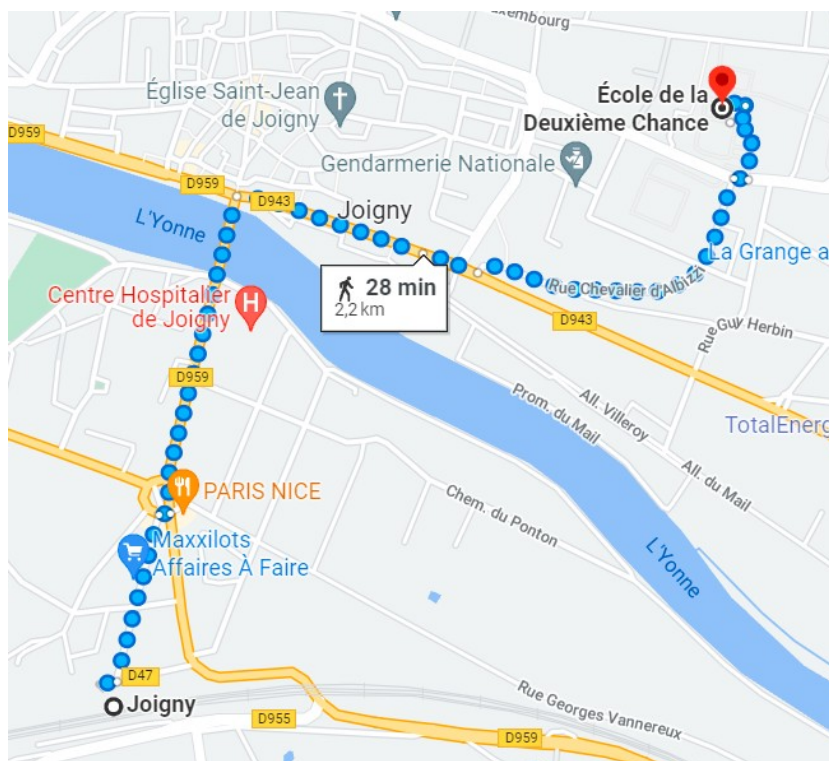 uxembourg
École de la
Deuxième Chance
Église Saint-Jean
de Joigny
D959
Gendarmerie Nationale
D959
D943
Joigny
L'Yonne
La Grange a
Rue Chevalier d'Albizzi
28 min
2,2 km
Centre Hospitalier
de Joigny
H
D943
Rue Guy Herbin
D959
Prom. du Mail
All. Villeroy
TotalEnerg
All. du Mail
PARIS NICE
Chem. du Ponton
Maxxilots
Affaires À Faire
L'Yonne
D47
Joigny
Rue Georges Vannereux
D955
D959